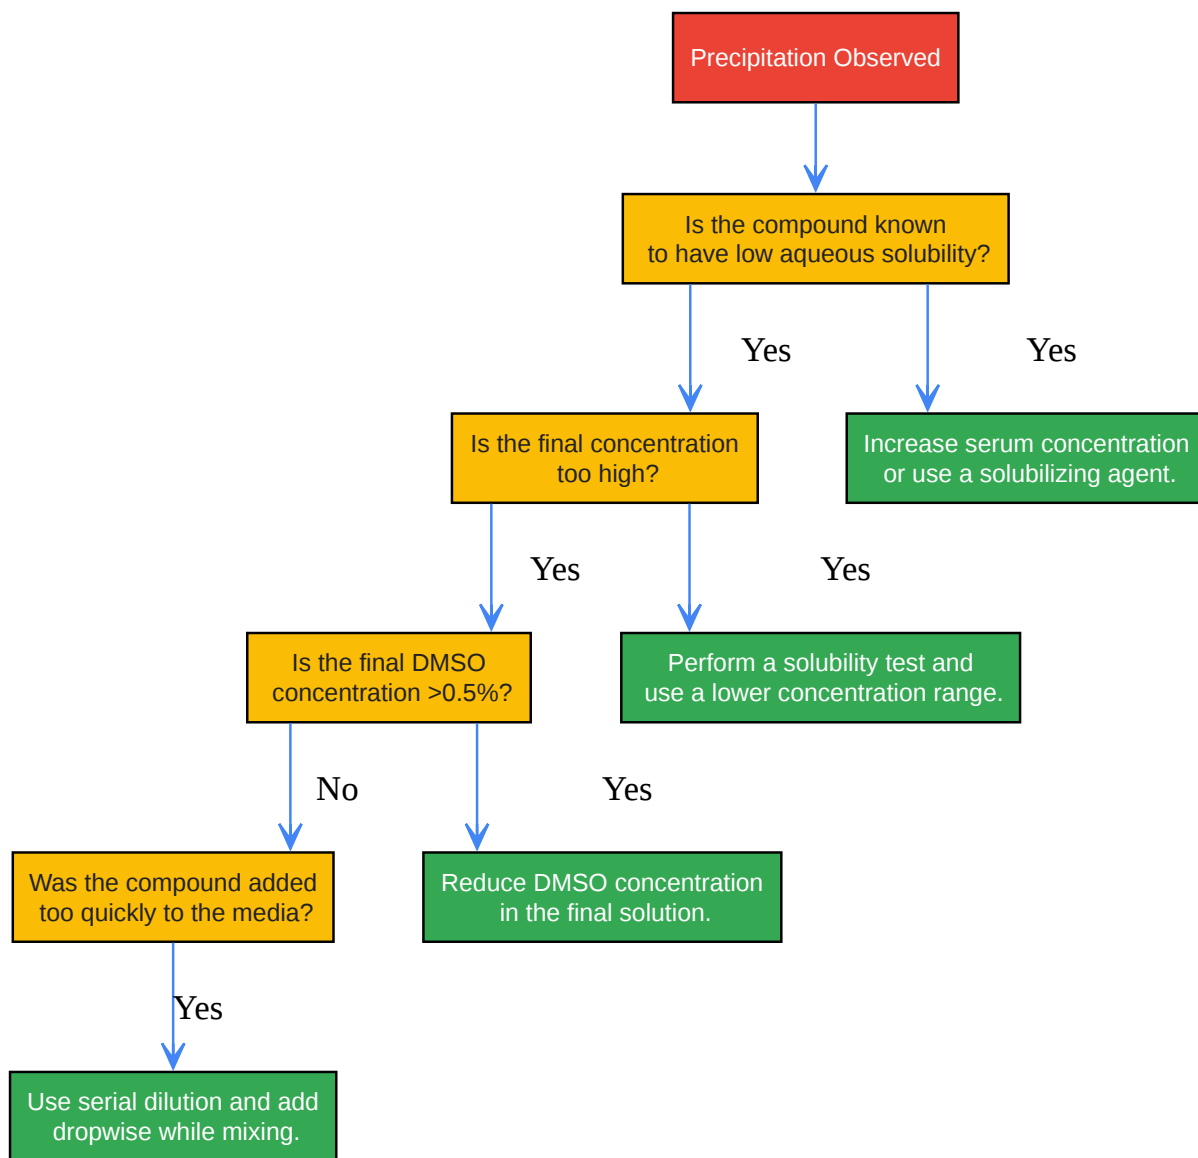 Precipitation Observed
Is the compound known
to have low aqueous solubility?
Yes
Yes
Is the final concentration
too high?
Increase serum concentration
or use a solubilizing agent.
Yes
Yes
Is the final DMSO
concentration >0.5%?
Perform a solubility test and
use a lower concentration range.
No
Yes
Was the compound added
too quickly to the media?
Reduce DMSO concentration
in the final solution.
Yes
Use serial dilution and add
dropwise while mixing.